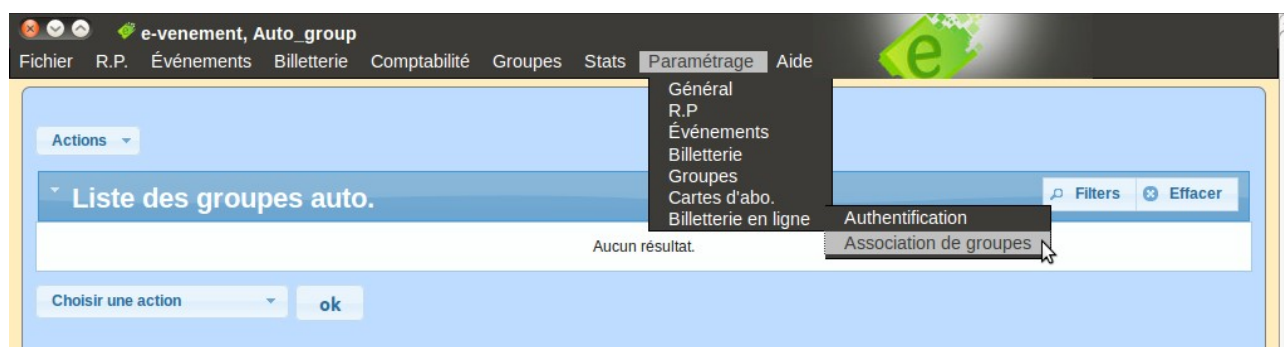 e-venement, Auto_group
Fichier R.P. Événements Billetterie Comptabilité Groupes Stats Paramétrage Aide
Général
R.P
Événements
Billetterie
Groupes
Cartes d'abo.
Billetterie en ligne
Authentification
Association de groupes
Actions
Liste des groupes auto.
Filters Effacer
Aucun résultat.
Choisir une action ok